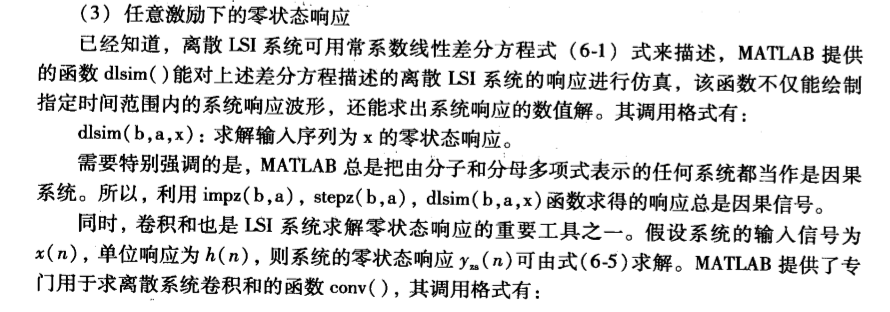 （3）任意激励下的零状态响应
已经知道，离散 LSI 系统可用常系数线性差分方程式（6-1）式来描述，MATLAB 提供
的函数 dlsim( )能对上述差分方程描述的离散 LSI 系统的响应进行仿真，该函数不仅能绘制
指定时间范围内的系统响应波形，还能求出系统响应的数值解。其调用格式有：
dlsim(b,a,x)：求解输入序列为 x 的零状态响应。
需要特别强调的是，MATLAB 总是把由分子和分母多项式表示的任何系统都当作是因果
系统。所以，利用 impz(b,a)，stepz(b,a)，dlsim(b,a,x)函数求得的响应总是因果信号。
同时，卷积和也是 LSI 系统求解零状态响应的重要工具之一。假设系统的输入信号为
x(n)，单位响应为 h(n)，则系统的零状态响应 yzs(n)可由式(6-5)求解。MATLAB 提供了专
门用于求离散系统卷积和的函数 conv( )，其调用格式有：